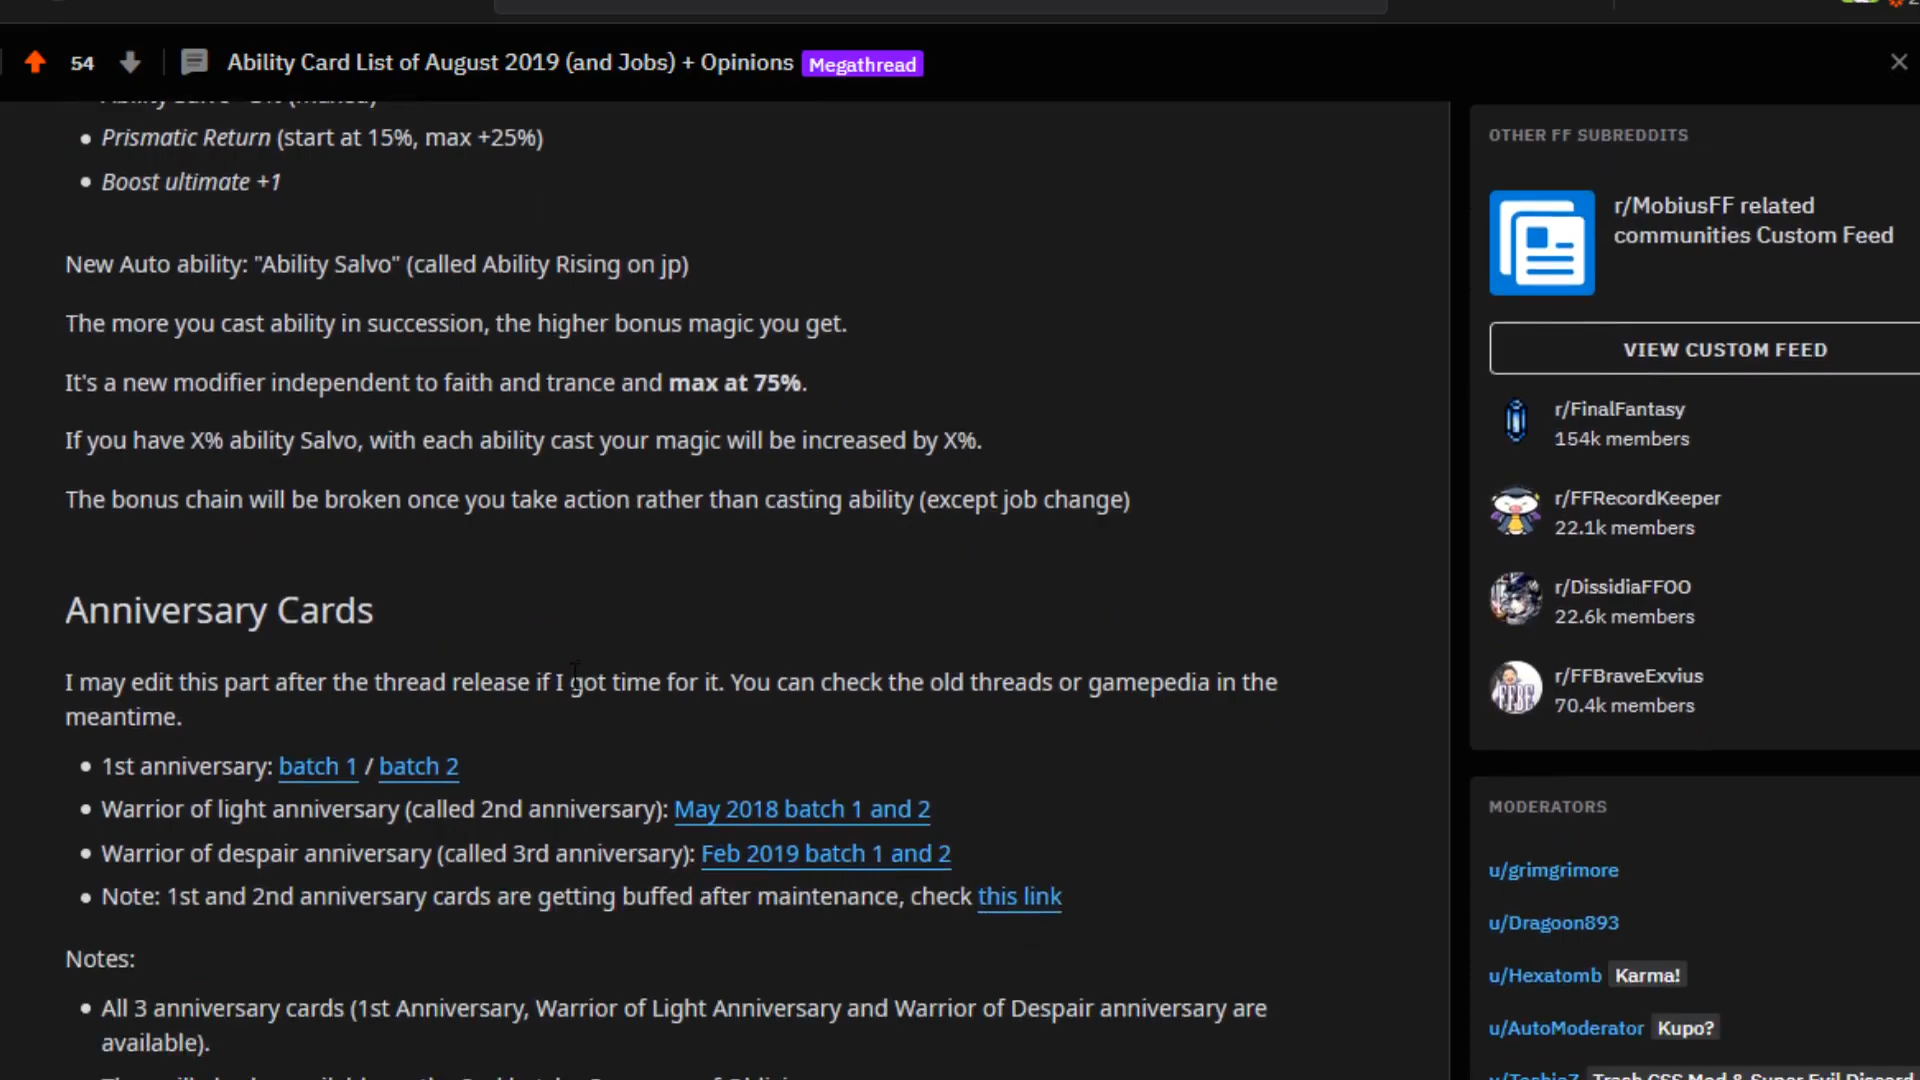 54
Ability Card List of August 2019 (and Jobs) + Opinions Megathread
Prismatic Return (start at 15%, max +25%)
Boost ultimate +1
New Auto ability: "Ability Salvo" (called Ability Rising on jp)
The more you cast ability in succession, the higher bonus magic you get.
It's a new modifier independent to faith and trance and max at 75%.
If you have X% ability Salvo, with each ability cast your magic will be increased by X%.
The bonus chain will be broken once you take action rather than casting ability (except job change)
Anniversary Cards
I may edit this part after the thread release if I got time for it. You can check the old threads or gamepedia in the
meantime.
1st anniversary: batch 1 / batch 2
Warrior of light anniversary (called 2nd anniversary): May 2018 batch 1 and 2
Warrior of despair anniversary (called 3rd anniversary): Feb 2019 batch 1 and 2
Note: 1st and 2nd anniversary cards are getting buffed after maintenance, check this link
Notes:
All 3 anniversary cards (1st Anniversary, Warrior of Light Anniversary and Warrior of Despair anniversary are
available).
OTHER FF SUBREDDITS
r/MobiusFF related
communities Custom Feed
VIEW CUSTOM FEED
r/FinalFantasy
154k members
r/FFRecordKeeper
22.1k members
r/DissidiaFFOO
22.6k members
FFBE
r/FFBraveExvius
70.4k members
MODERATORS
u/grimgrimore
u/Dragoon893
u/Hexatomb Karma!
u/AutoModerator Kupo?